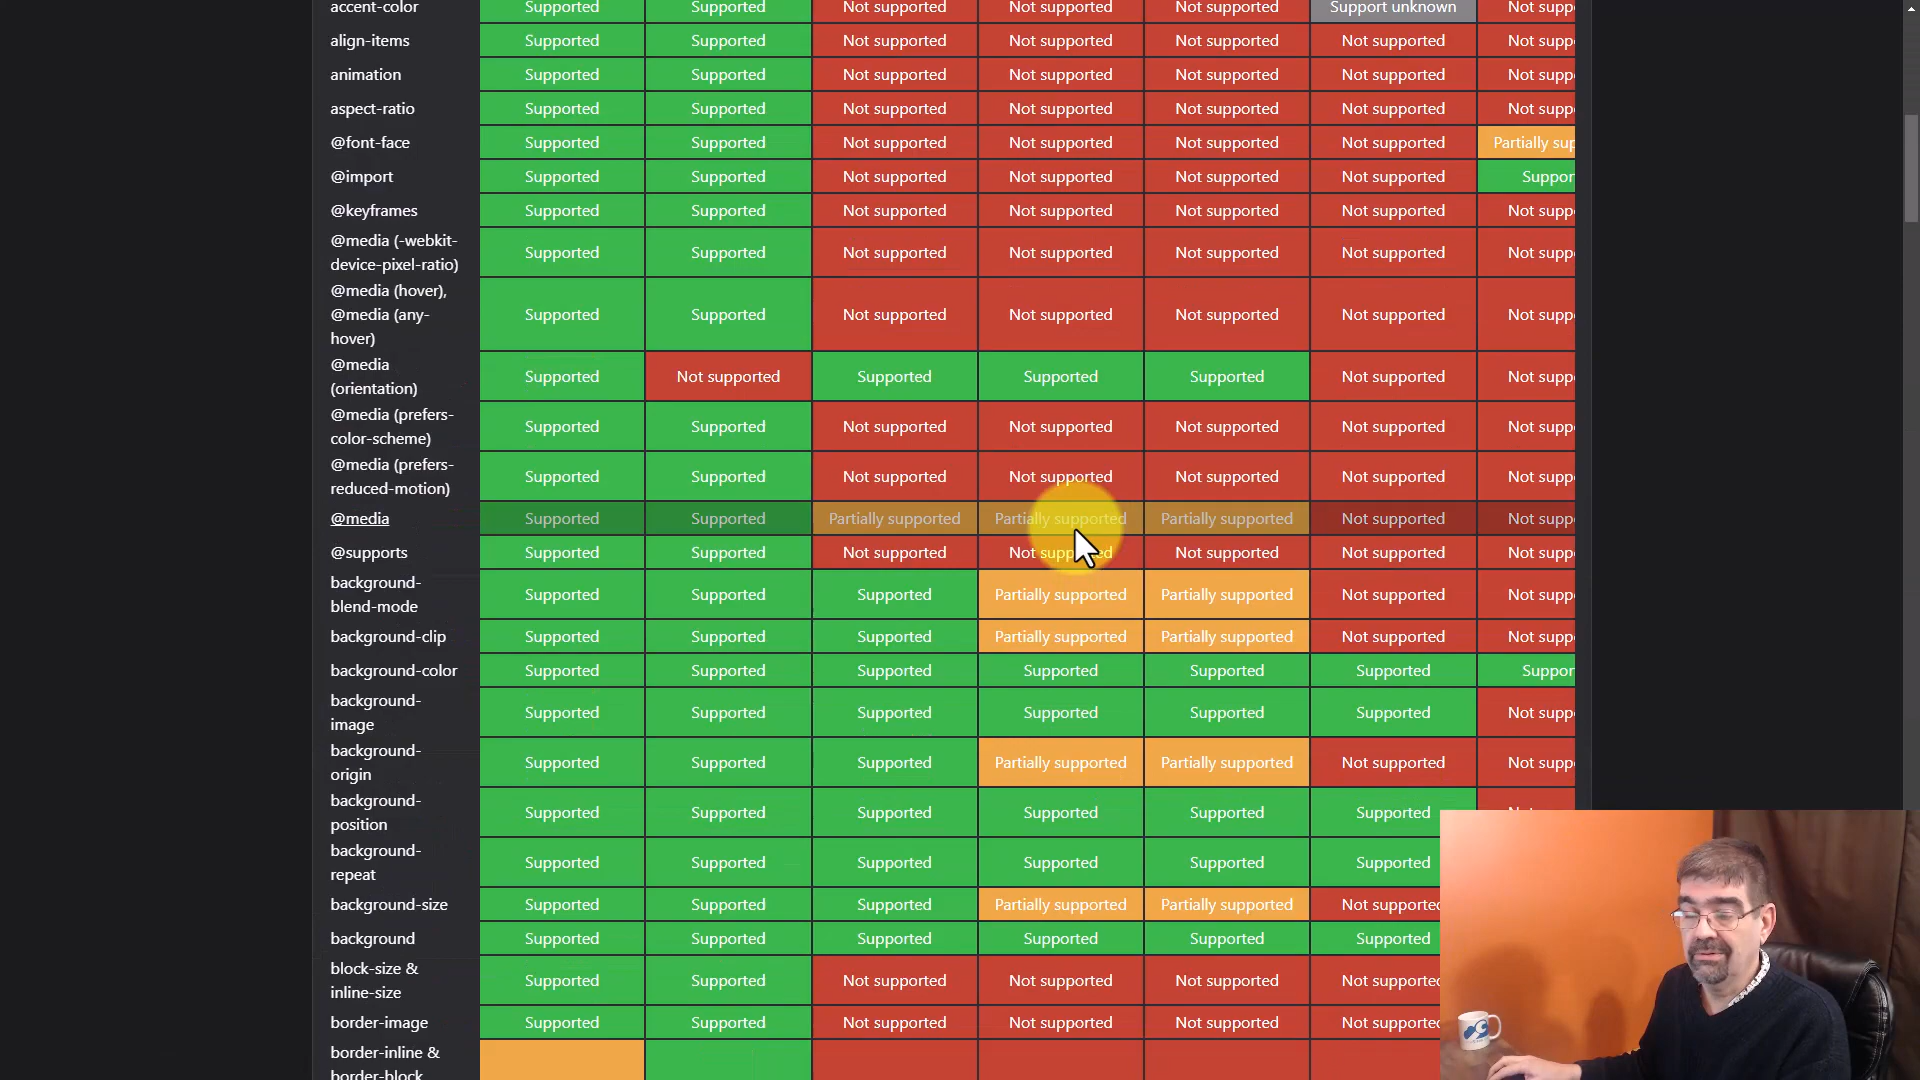 accent-color Supported Supported Not supported Not supported Not supported Support unknown Not supp
align-items Supported Supported Not supported Not supported Not supported Not supported Not supp
animation Supported Supported Not supported Not supported Not supported Not supported Not supp
aspect-ratio Supported Supported Not supported Not supported Not supported Not supported Not supp
@font-face Supported Supported Not supported Not supported Not supported Not supported Partially sup
@import Supported Supported Not supported Not supported Not supported Not supported Suppor
@keyframes Supported Supported Not supported Not supported Not supported Not supported Not supp
@media (-webkit-
device-pixel-ratio) Supported Supported Not supported Not supported Not supported Not supported Not supp
@media (hover),
@media (any- Supported Supported Not supported Not supported Not supported Not supported Not supp
hover)
@media
(orientation) Supported Not supported Supported Supported Supported Not supported Not supp
@media (prefers-
color-scheme) Supported Supported Not supported Not supported Not supported Not supported Not supp
@media (prefers-
reduced-motion) Supported Supported Not supported Not supported Not supported Not supported Not supp
@media Supported Supported Partially supported Partially supported Partially supported Not supported Not supp
@supports Supported Supported Not supported Not supported Not supported Not supported Not supp
background-
blend-mode Supported Supported Supported Partially supported Partially supported Not supported Not supp
background-clip Supported Supported Supported Partially supported Partially supported Not supported Not supp
background-color Supported Supported Supported Supported Supported Supported Suppor
background-
image Supported Supported Supported Supported Supported Supported Not supp
background-
origin Supported Supported Supported Partially supported Partially supported Not supported Not supp
background-
position Supported Supported Supported Supported Supported Supported
background-
repeat Supported Supported Supported Supported Supported Supported
background-size Supported Supported Supported Partially supported Partially supported Not supported
background Supported Supported Supported Supported Supported Supported
block-size &
inline-size Supported Supported Not supported Not supported Not supported Not supported
border-image Supported Supported Not supported Not supported Not supported Not supported
border-inline &
border-block